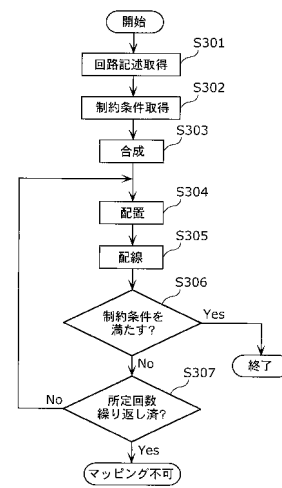 開始
S301
回路記述取得
S302
制約条件取得
S303
合成
S304
配置
S305
配線
S306
制約条件を
満たす?
Yes
終了
No
S307
所定回数
繰り返し済?
No
Yes
マッピング不可